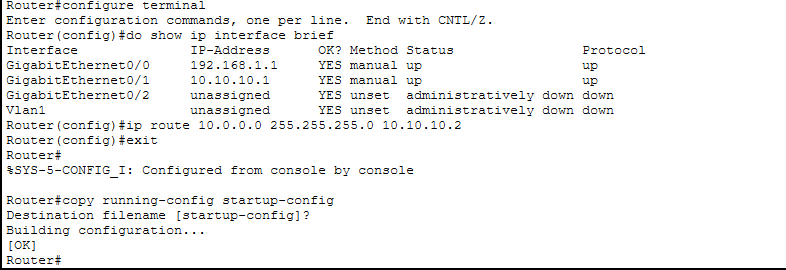 Router#configure terminal
Enter configuration commands, one per line.  End with CNTL/Z.
Router(config)#do show ip interface brief
Interface              IP-Address      OK? Method Status                Protocol
GigabitEthernet0/0     192.168.1.1     YES manual up                    up
GigabitEthernet0/1     10.10.10.1      YES manual up                    up
GigabitEthernet0/2     unassigned      YES unset  administratively down down
Vlan1                  unassigned      YES unset  administratively down down
Router(config)#ip route 10.0.0.0 255.255.255.0 10.10.10.2
Router(config)#exit
Router#
%SYS-5-CONFIG_I: Configured from console by console
Router#copy running-config startup-config
Destination filename [startup-config]?
Building configuration...
[OK]
Router#